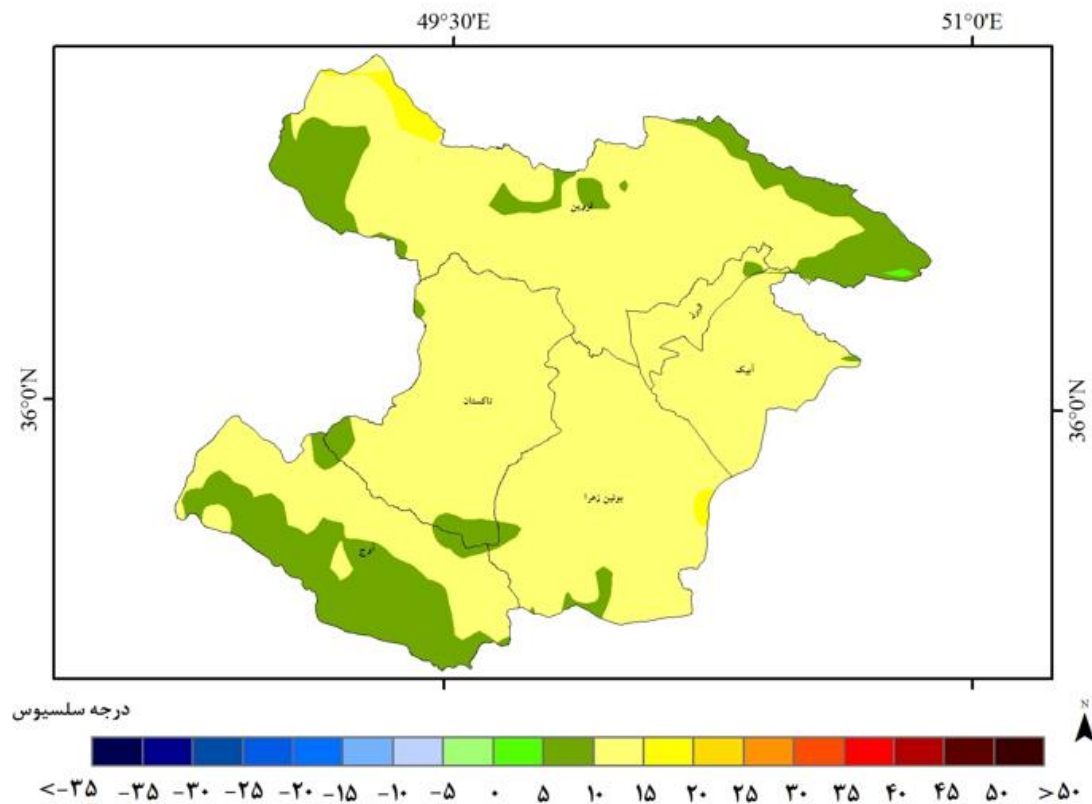 49°30'E 51°0'E
قزوین
البرز
آبیک
36°0'N 36°0'N
تاکستان
بوئین زهرا
آوج
درجه سلسیوس
N
<-۳۵ -۳۵ -۳۰ -۲۵ -۲۰ -۱۵ -۱۰ -۵ ۰ ۵ ۱۰ ۱۵ ۲۰ ۲۵ ۳۰ ۳۵ ۴۰ ۴۵ ۵۰ >۵۰